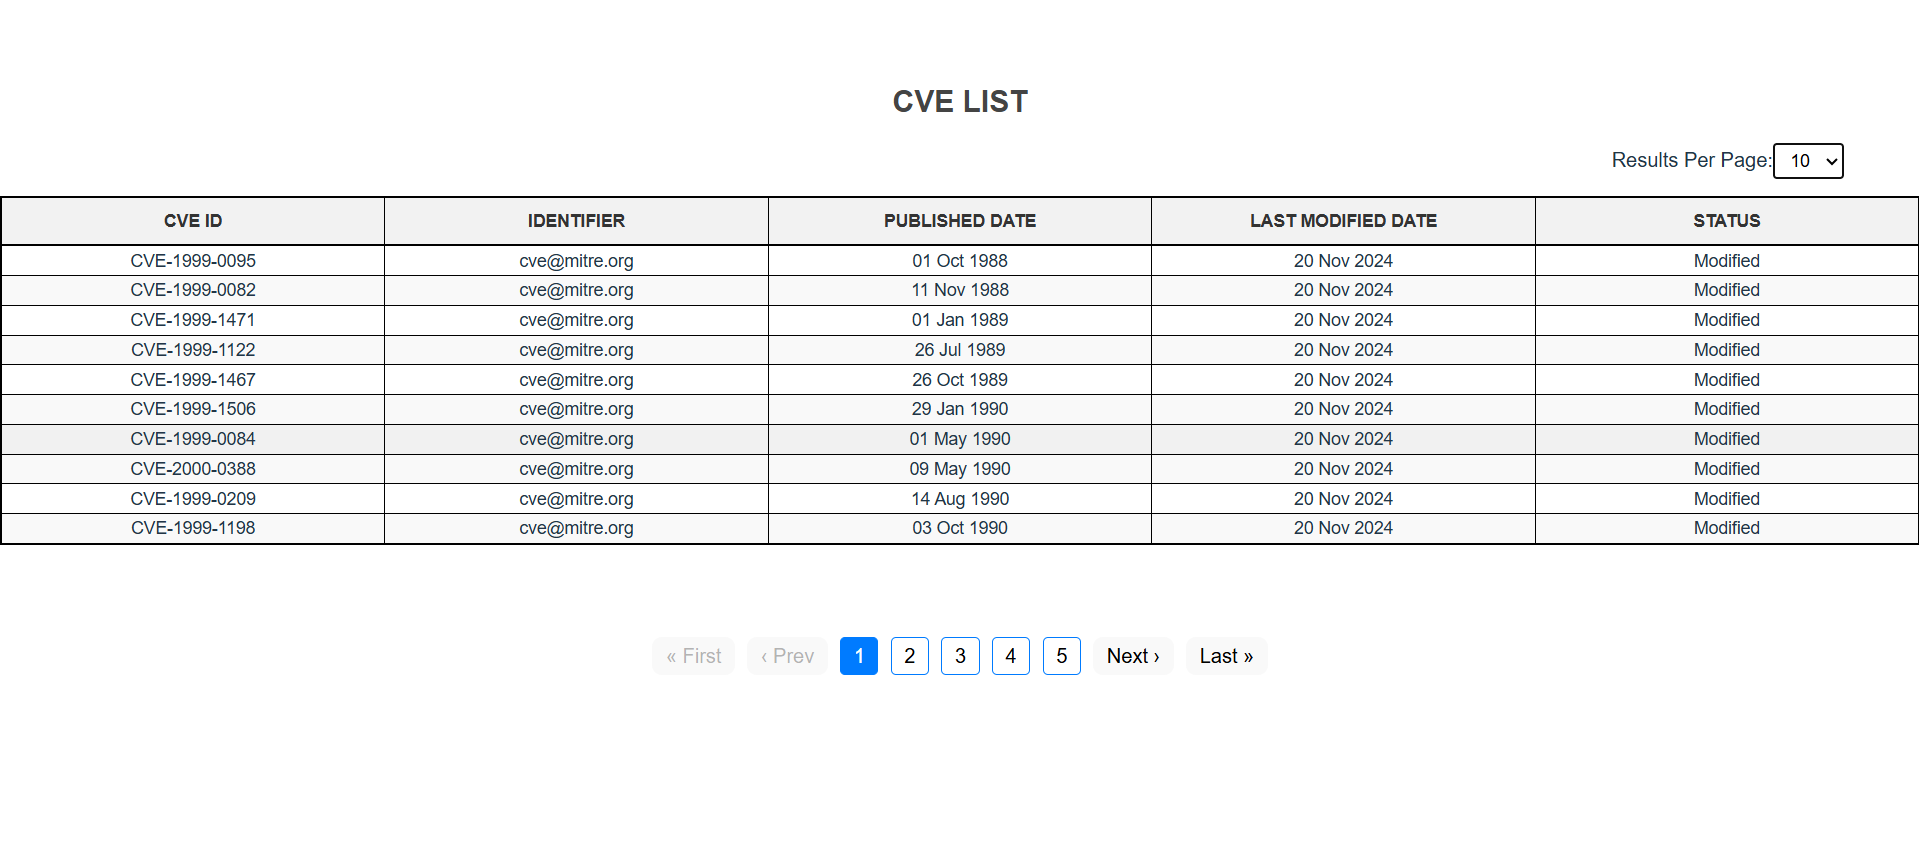 CVE LIST
Results Per Page: 10
CVE ID IDENTIFIER PUBLISHED DATE LAST MODIFIED DATE STATUS
CVE-1999-0095 cve@mitre.org 01 Oct 1988 20 Nov 2024 Modified
CVE-1999-0082 cve@mitre.org 11 Nov 1988 20 Nov 2024 Modified
CVE-1999-1471 cve@mitre.org 01 Jan 1989 20 Nov 2024 Modified
CVE-1999-1122 cve@mitre.org 26 Jul 1989 20 Nov 2024 Modified
CVE-1999-1467 cve@mitre.org 26 Oct 1989 20 Nov 2024 Modified
CVE-1999-1506 cve@mitre.org 29 Jan 1990 20 Nov 2024 Modified
CVE-1999-0084 cve@mitre.org 01 May 1990 20 Nov 2024 Modified
CVE-2000-0388 cve@mitre.org 09 May 1990 20 Nov 2024 Modified
CVE-1999-0209 cve@mitre.org 14 Aug 1990 20 Nov 2024 Modified
CVE-1999-1198 cve@mitre.org 03 Oct 1990 20 Nov 2024 Modified
« First ‹ Prev 1 2 3 4 5 Next › Last »